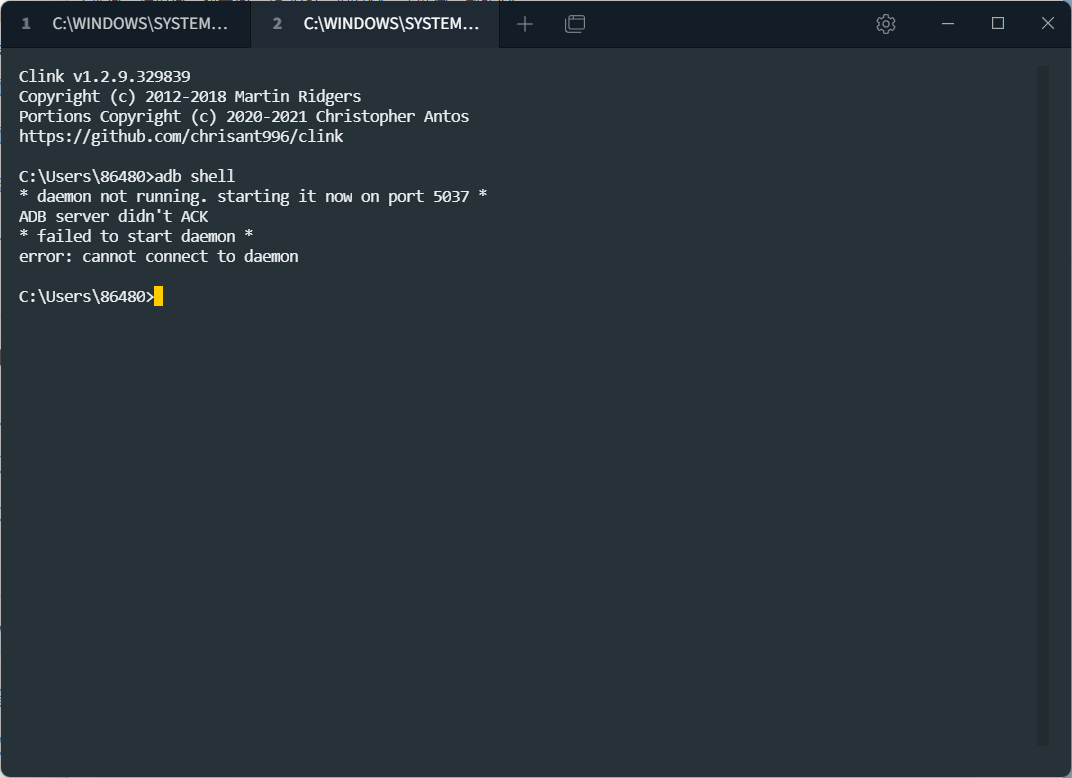 1 C:\WINDOWS\SYSTEM... 2 C:\WINDOWS\SYSTEM...
Clink v1.2.9.329839
Copyright (c) 2012-2018 Martin Ridgers
Portions Copyright (c) 2020-2021 Christopher Antos
https://github.com/chrisant996/clink
C:\Users\86480>adb shell
* daemon not running. starting it now on port 5037 *
ADB server didn't ACK
* failed to start daemon *
error: cannot connect to daemon
C:\Users\86480>